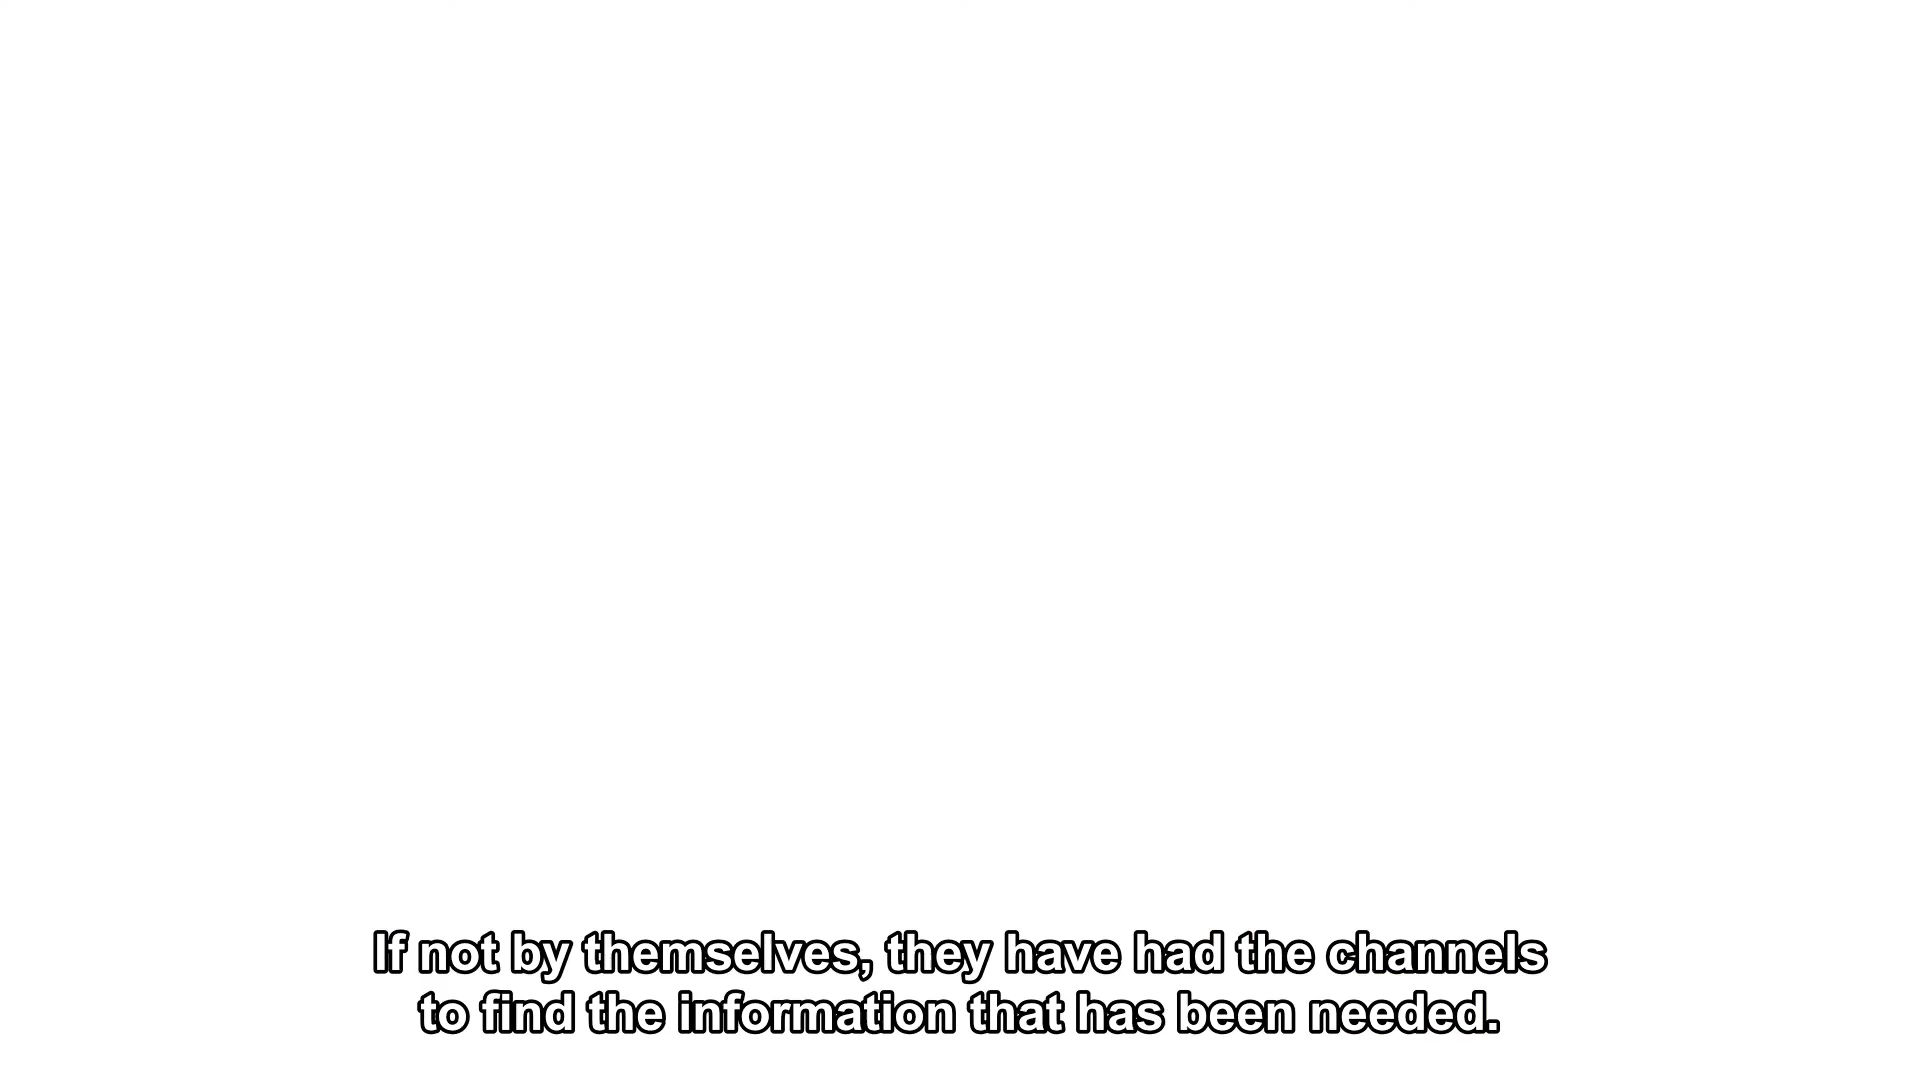 If not by themselves, they have had the channels
to find the information that has been needed.